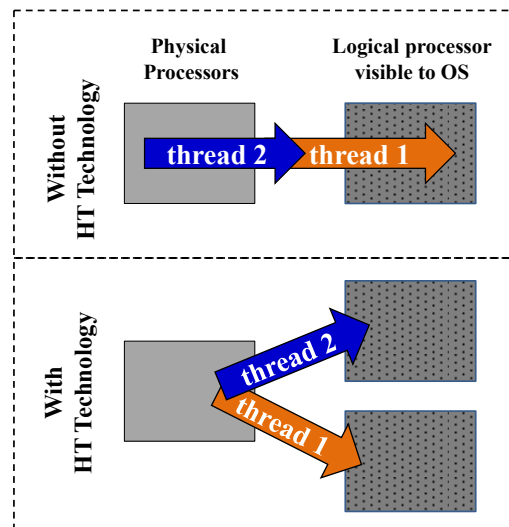 Physical
Processors
Logical processor
visible to OS
Without
HT Technology
thread 2
thread 1
With
HT Technology
thread 2
thread 1